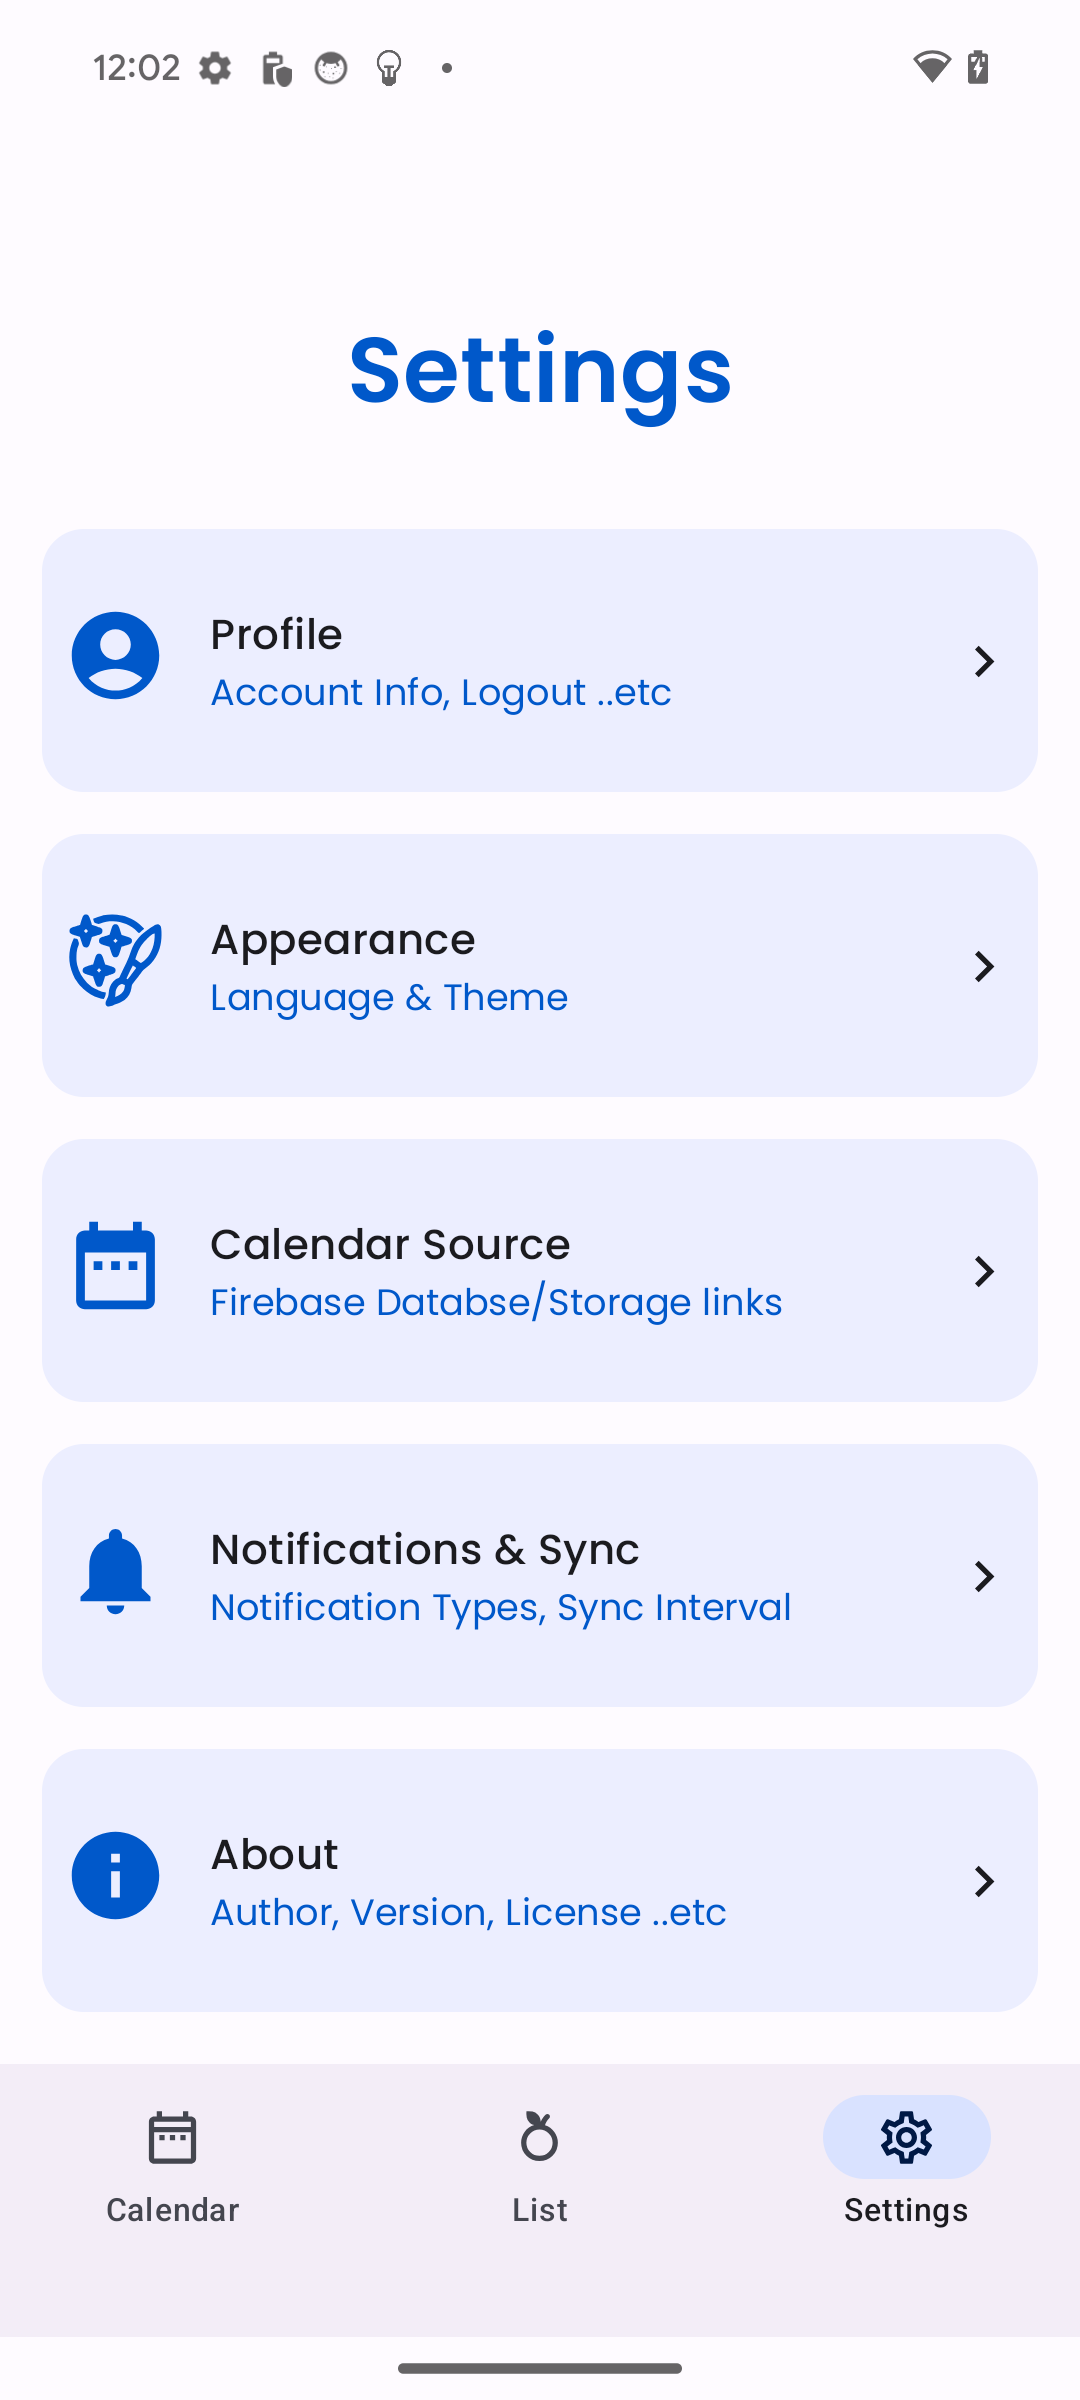 12:02
Settings
Profile
Account Info, Logout ..etc
Appearance
Language & Theme
Calendar Source
Firebase Databse/Storage links
Notifications & Sync
Notification Types, Sync Interval
About
Author, Version, License ..etc
Calendar
List
Settings